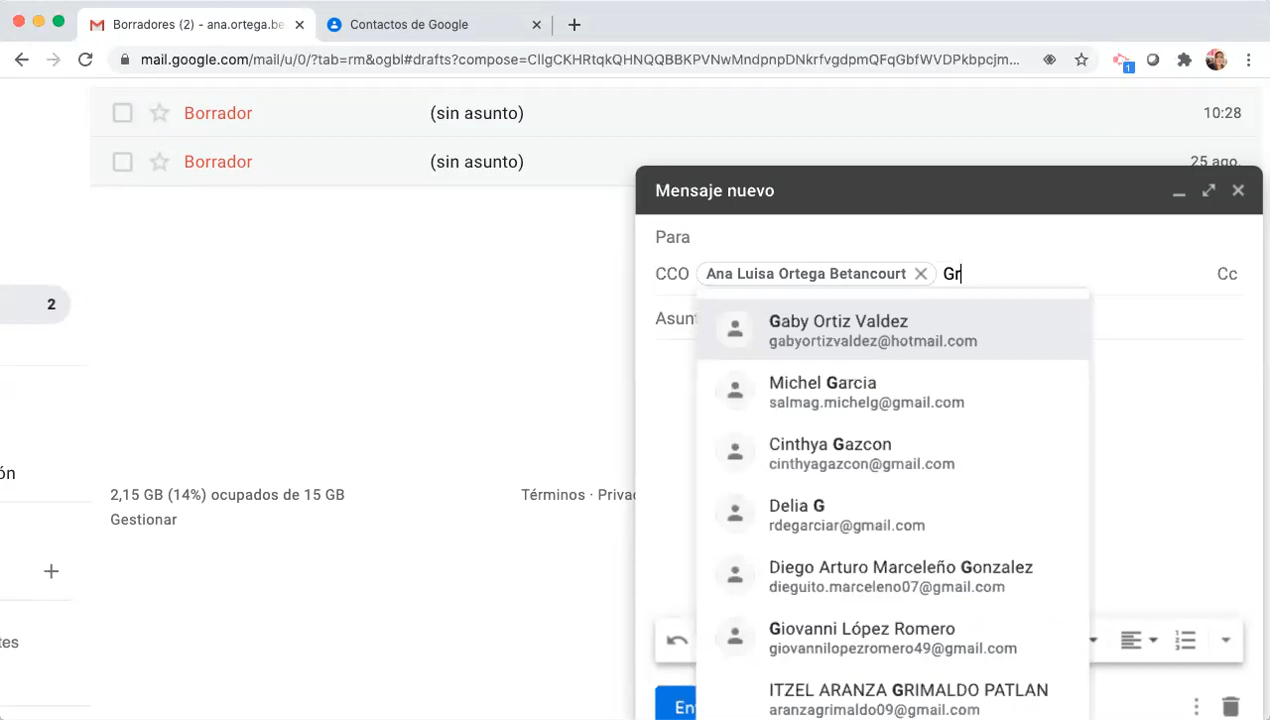 Borradores (2) - ana.ortega.be
Contactos de Google
mail.google.com/mail/u/0/?tab=rm&ogbl#drafts?compose=CllgCKHRtqkQHNQQBBKPVNwMndpnpDNkrfvgdpmQFqGbfWVDPkbpcjm...
1
Borrador (sin asunto) 10:28
Borrador (sin asunto) 25 ago.
Mensaje nuevo
Para
CCO Ana Luisa Ortega Betancourt Gr Cc
Asunt
2
Gaby Ortiz Valdez
gabyortizvaldez@hotmail.com
Michel Garcia
salmag.michelg@gmail.com
Cinthya Gazcon
cinthyagazcon@gmail.com
Delia G
rdegarciar@gmail.com
Diego Arturo Marceleño Gonzalez
dieguito.marceleno07@gmail.com
Giovanni López Romero
giovannilopezromero49@gmail.com
ITZEL ARANZA GRIMALDO PATLAN
aranzagrimaldo09@gmail.com
ón
2,15 GB (14%) ocupados de 15 GB
Gestionar
Términos · Privac
tes
En